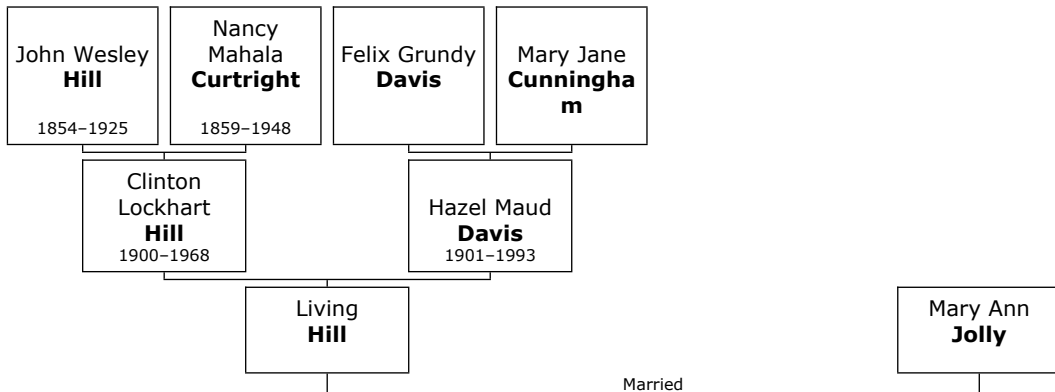 John Wesley
Hill
1854–1925
Nancy
Mahala
Curtright
1859–1948
Felix Grundy
Davis
Mary Jane
Cunningha
m
Clinton
Lockhart
Hill
1900–1968
Hazel Maud
Davis
1901–1993
Living
Hill
Mary Ann
Jolly
Married